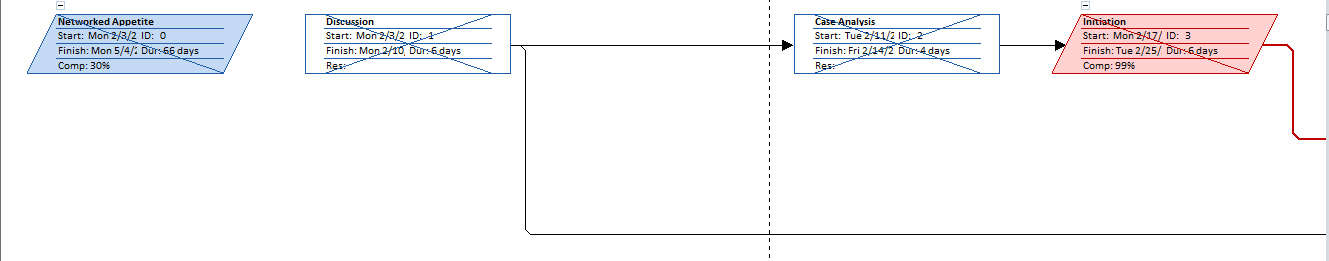 Networked Appetite
Start: Mon 2/3/2 ID: 0
Finish: Mon 5/4/2 Dur: 66 days
Comp: 30%
Discussion
Start: Mon 2/3/2 ID: 1
Finish: Mon 2/10, Dur: 6 days
Res:
Case Analysis
Start: Tue 2/11/2 ID: 2
Finish: Fri 2/14/2 Dur: 4 days
Res:
Initiation
Start: Mon 2/17/ ID: 3
Finish: Tue 2/25/ Dur: 6 days
Comp: 99%